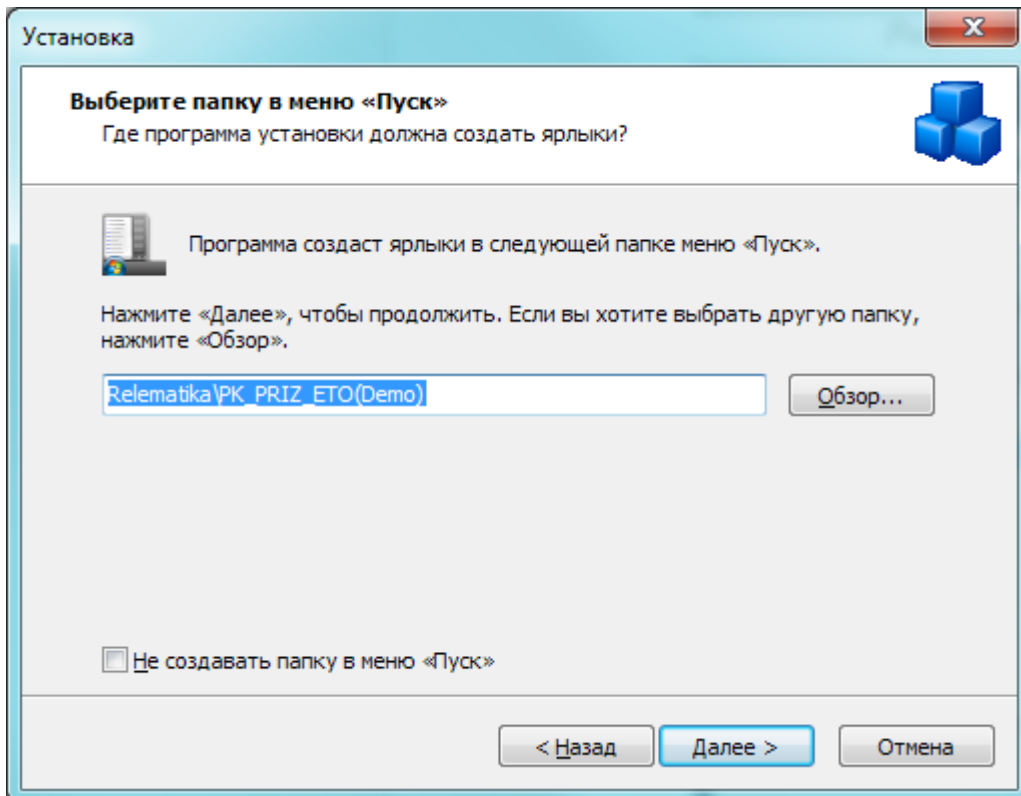 Установка
Выберите папку в меню «Пуск»
Где программа установки должна создать ярлыки?
Программа создаст ярлыки в следующей папке меню «Пуск».
Нажмите «Далее», чтобы продолжить. Если вы хотите выбрать другую папку,
нажмите «Обзор».
Relematika\PK_PRIZ_ETO(Demo)
Обзор...
Не создавать папку в меню «Пуск»
< Назад
Далее >
Отмена